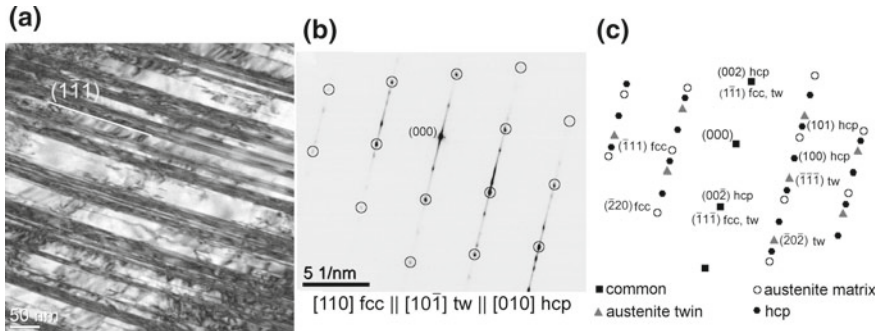 (a)
(11̄1)
50 nm
(b)
(000)
5 1/nm
[110] fcc || [101̄] tw || [010] hcp
(c)
(002) hcp
(11̄1) fcc, tw
(000)
(101) hcp
(1̄11) fcc
(100) hcp
(002̄) hcp
(1̄1̄1̄) tw
(2̄20) fcc
(1̄11̄) fcc, tw
(2̄02̄) tw
common
austenite matrix
austenite twin
hcp